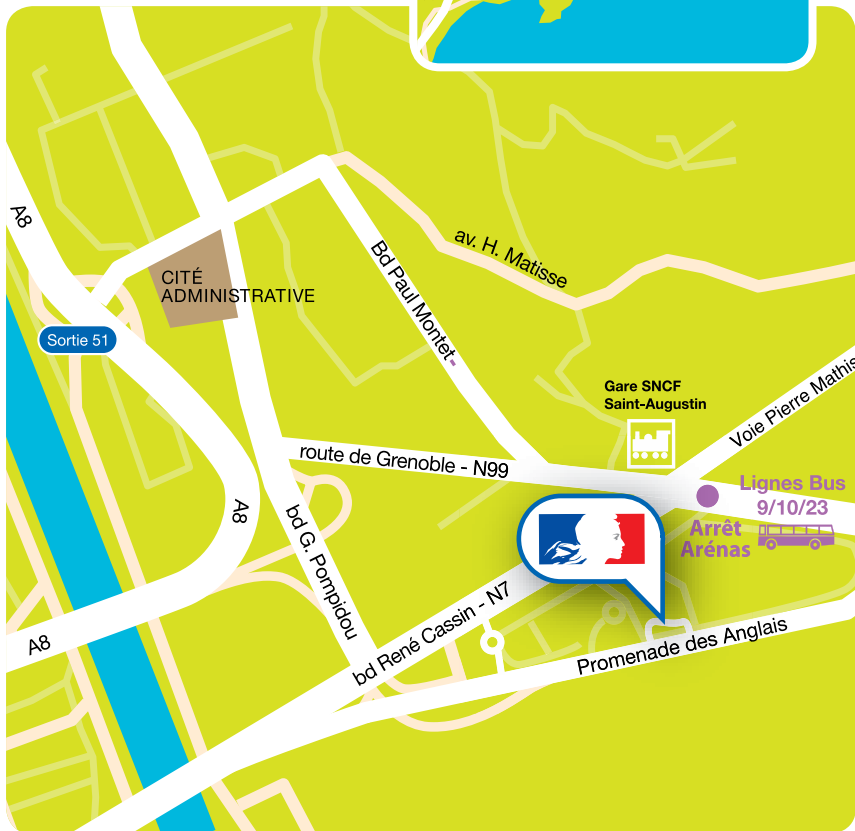 A8
av. H. Matisse
Bd Paul Montet-
CITÉ
ADMINISTRATIVE
Sortie 51
Gare SNCF
Saint-Augustin
Voie Pierre Mathis
route de Grenoble - N99
Lignes Bus
9/10/23
Arrêt
Arénas
A8
bd G. Pompidou
bd René Cassin - N7
Promenade des Anglais
A8